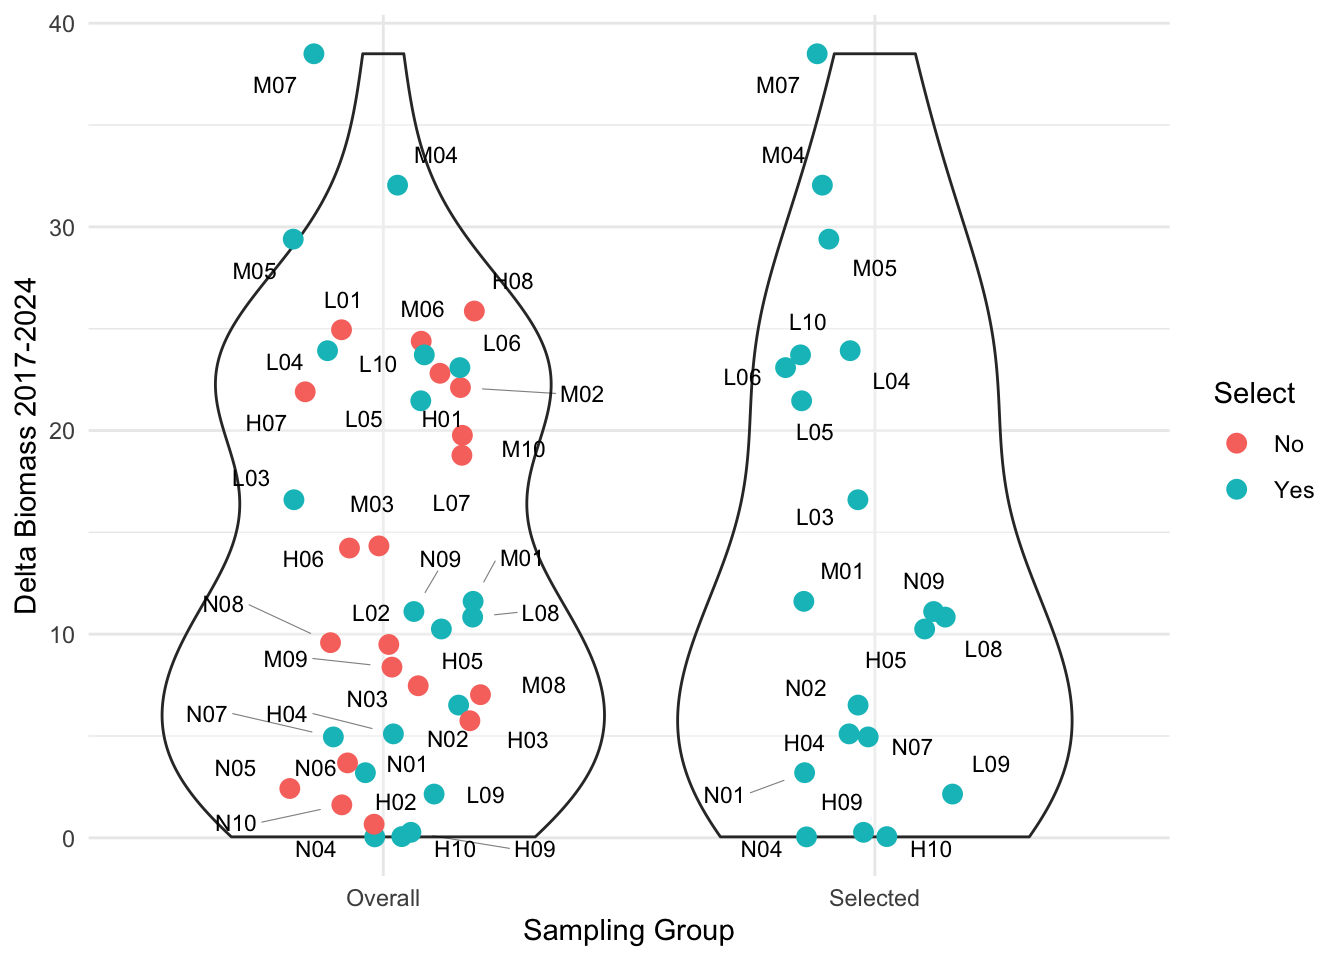 40
M07
M07
M04
M04
30
M05
M05
H08
L01
M06
L10
L06
L04
L10
L06
L04
M02
H07
L05
H01
20
L05
M10
L03
M03
L07
L03
H06
N09
M01
M01
N09
N08
L02
L08
10
M09
H05
H05
L08
N03
M08
N02
N07
H04
N02
H03
H04
N07
N05
N06
N01
L09
N01
H02
L09
H09
N10
0
N04
H10
H09
N04
H10
Overall
Selected
Sampling Group
Delta Biomass 2017-2024
Select
No
Yes